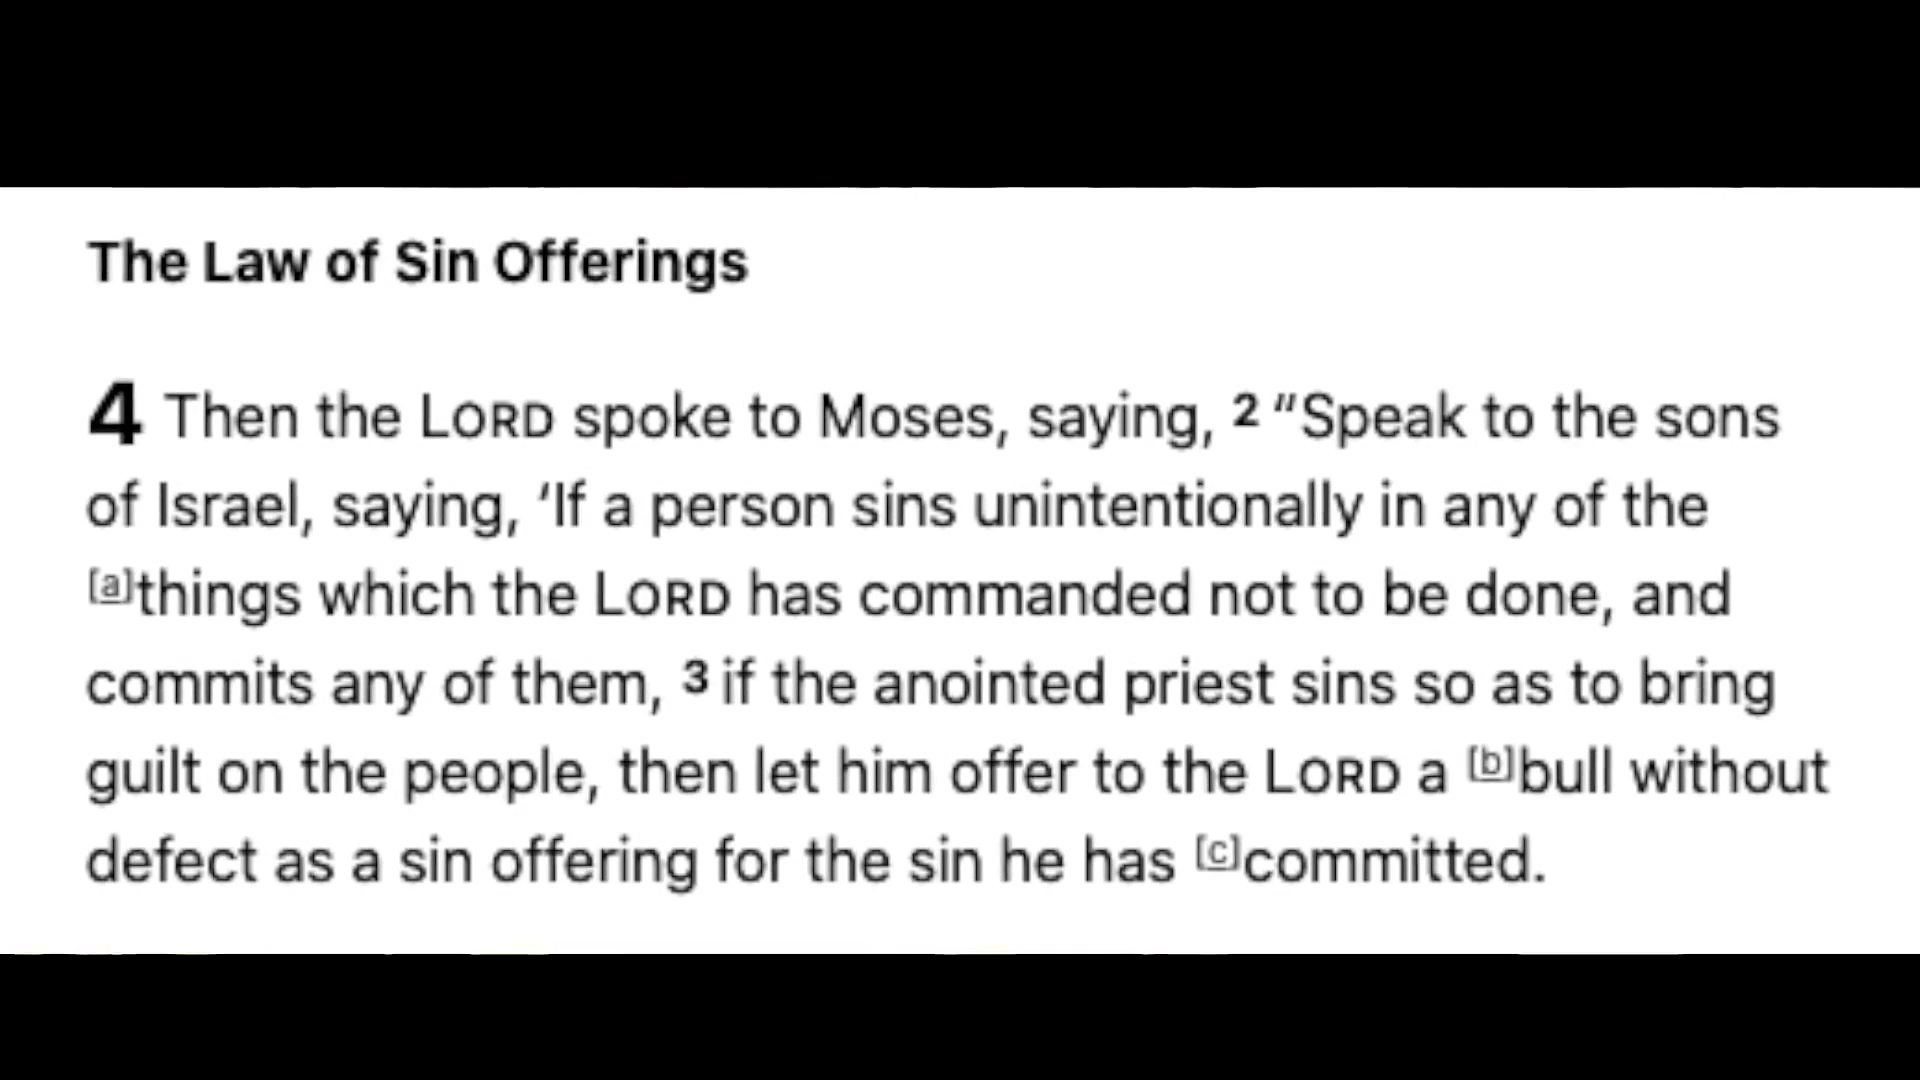 The Law of Sin Offerings
4 Then the LORD spoke to Moses, saying, 2 “Speak to the sons
of Israel, saying, ‘If a person sins unintentionally in any of the
[a]things which the LORD has commanded not to be done, and
commits any of them, 3 if the anointed priest sins so as to bring
guilt on the people, then let him offer to the LORD a [b]bull without
defect as a sin offering for the sin he has [c]committed.